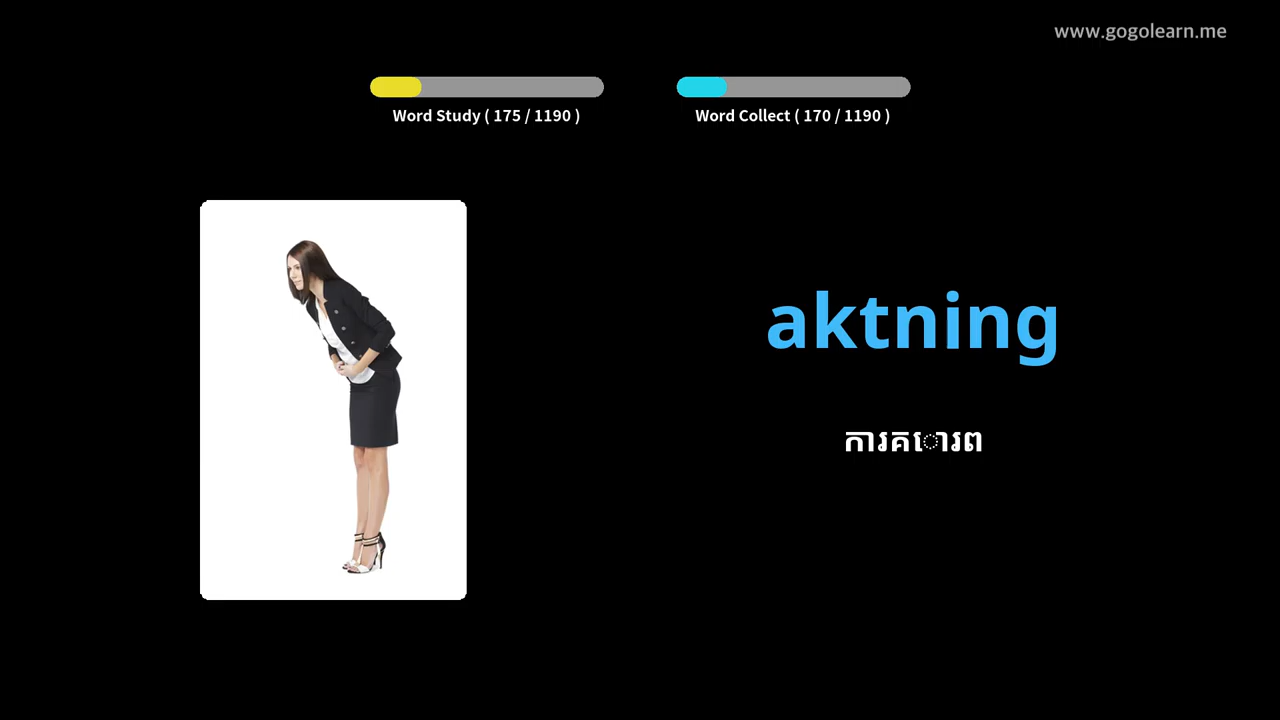 www.gogolearn.me
Word Study ( 175 / 1190 )
Word Collect ( 170 / 1190 )
aktning
ការគោរព